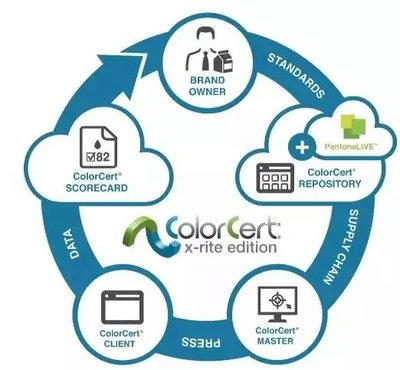 BRAND
OWNER
STANDARDS
PantoneLIVE™
ColorCert®
REPOSITORY
SUPPLY CHAIN
ColorCert®
MASTER
PRESS
ColorCert®
CLIENT
DATA
82
ColorCert®
SCORECARD
ColorCert®
x-rite edition